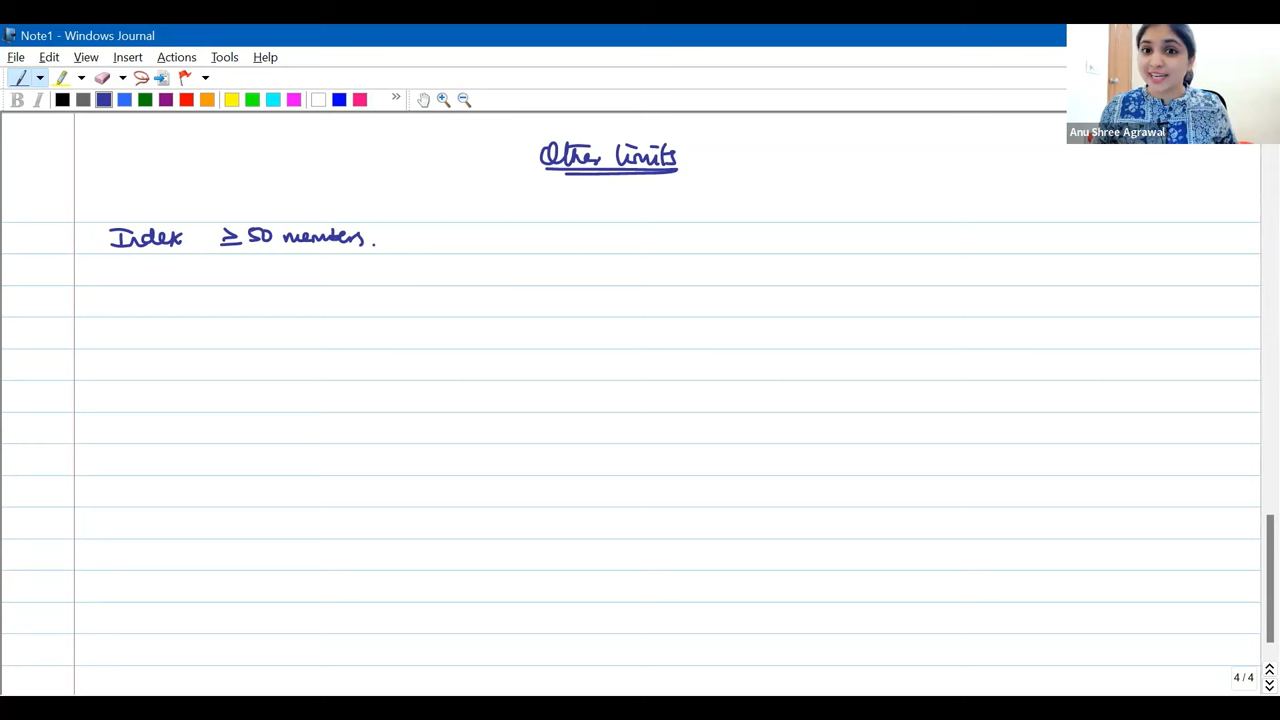 Note1 - Windows Journal
File Edit View Insert Actions Tools Help
B I
Anu Shree Agrawal
Other limits
Index ≥ 50 members.
4 / 4